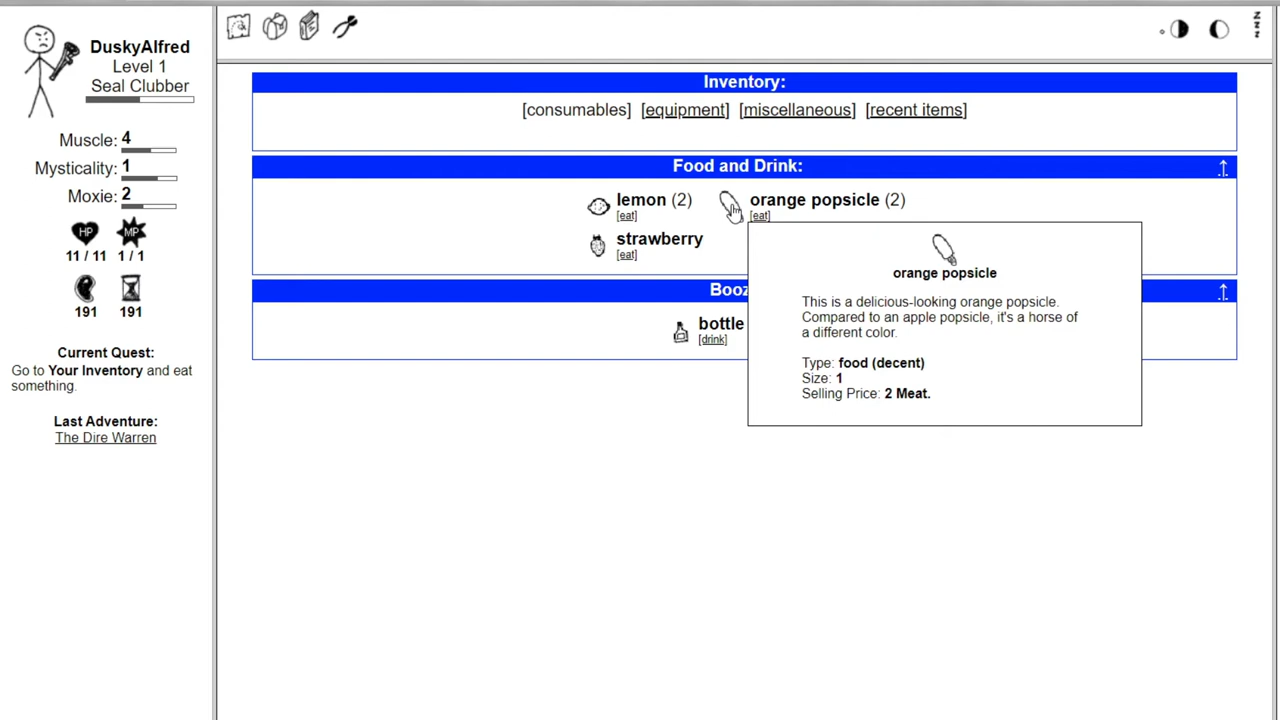 DuskyAlfred
Level 1
Seal Clubber
Muscle: 4
Mysticality: 1
Moxie: 2
HP MP
11 / 11 1 / 1
191 191
Current Quest:
Go to Your Inventory and eat
something.
Last Adventure:
The Dire Warren
Z
Z
Z
Inventory:
[consumables] [equipment] [miscellaneous] [recent items]
Food and Drink: ↑
lemon (2) orange popsicle (2)
[eat] [eat]
strawberry
[eat]
Booz ↑
bottle
[drink]
orange popsicle
This is a delicious-looking orange popsicle.
Compared to an apple popsicle, it's a horse of
a different color.
Type: food (decent)
Size: 1
Selling Price: 2 Meat.